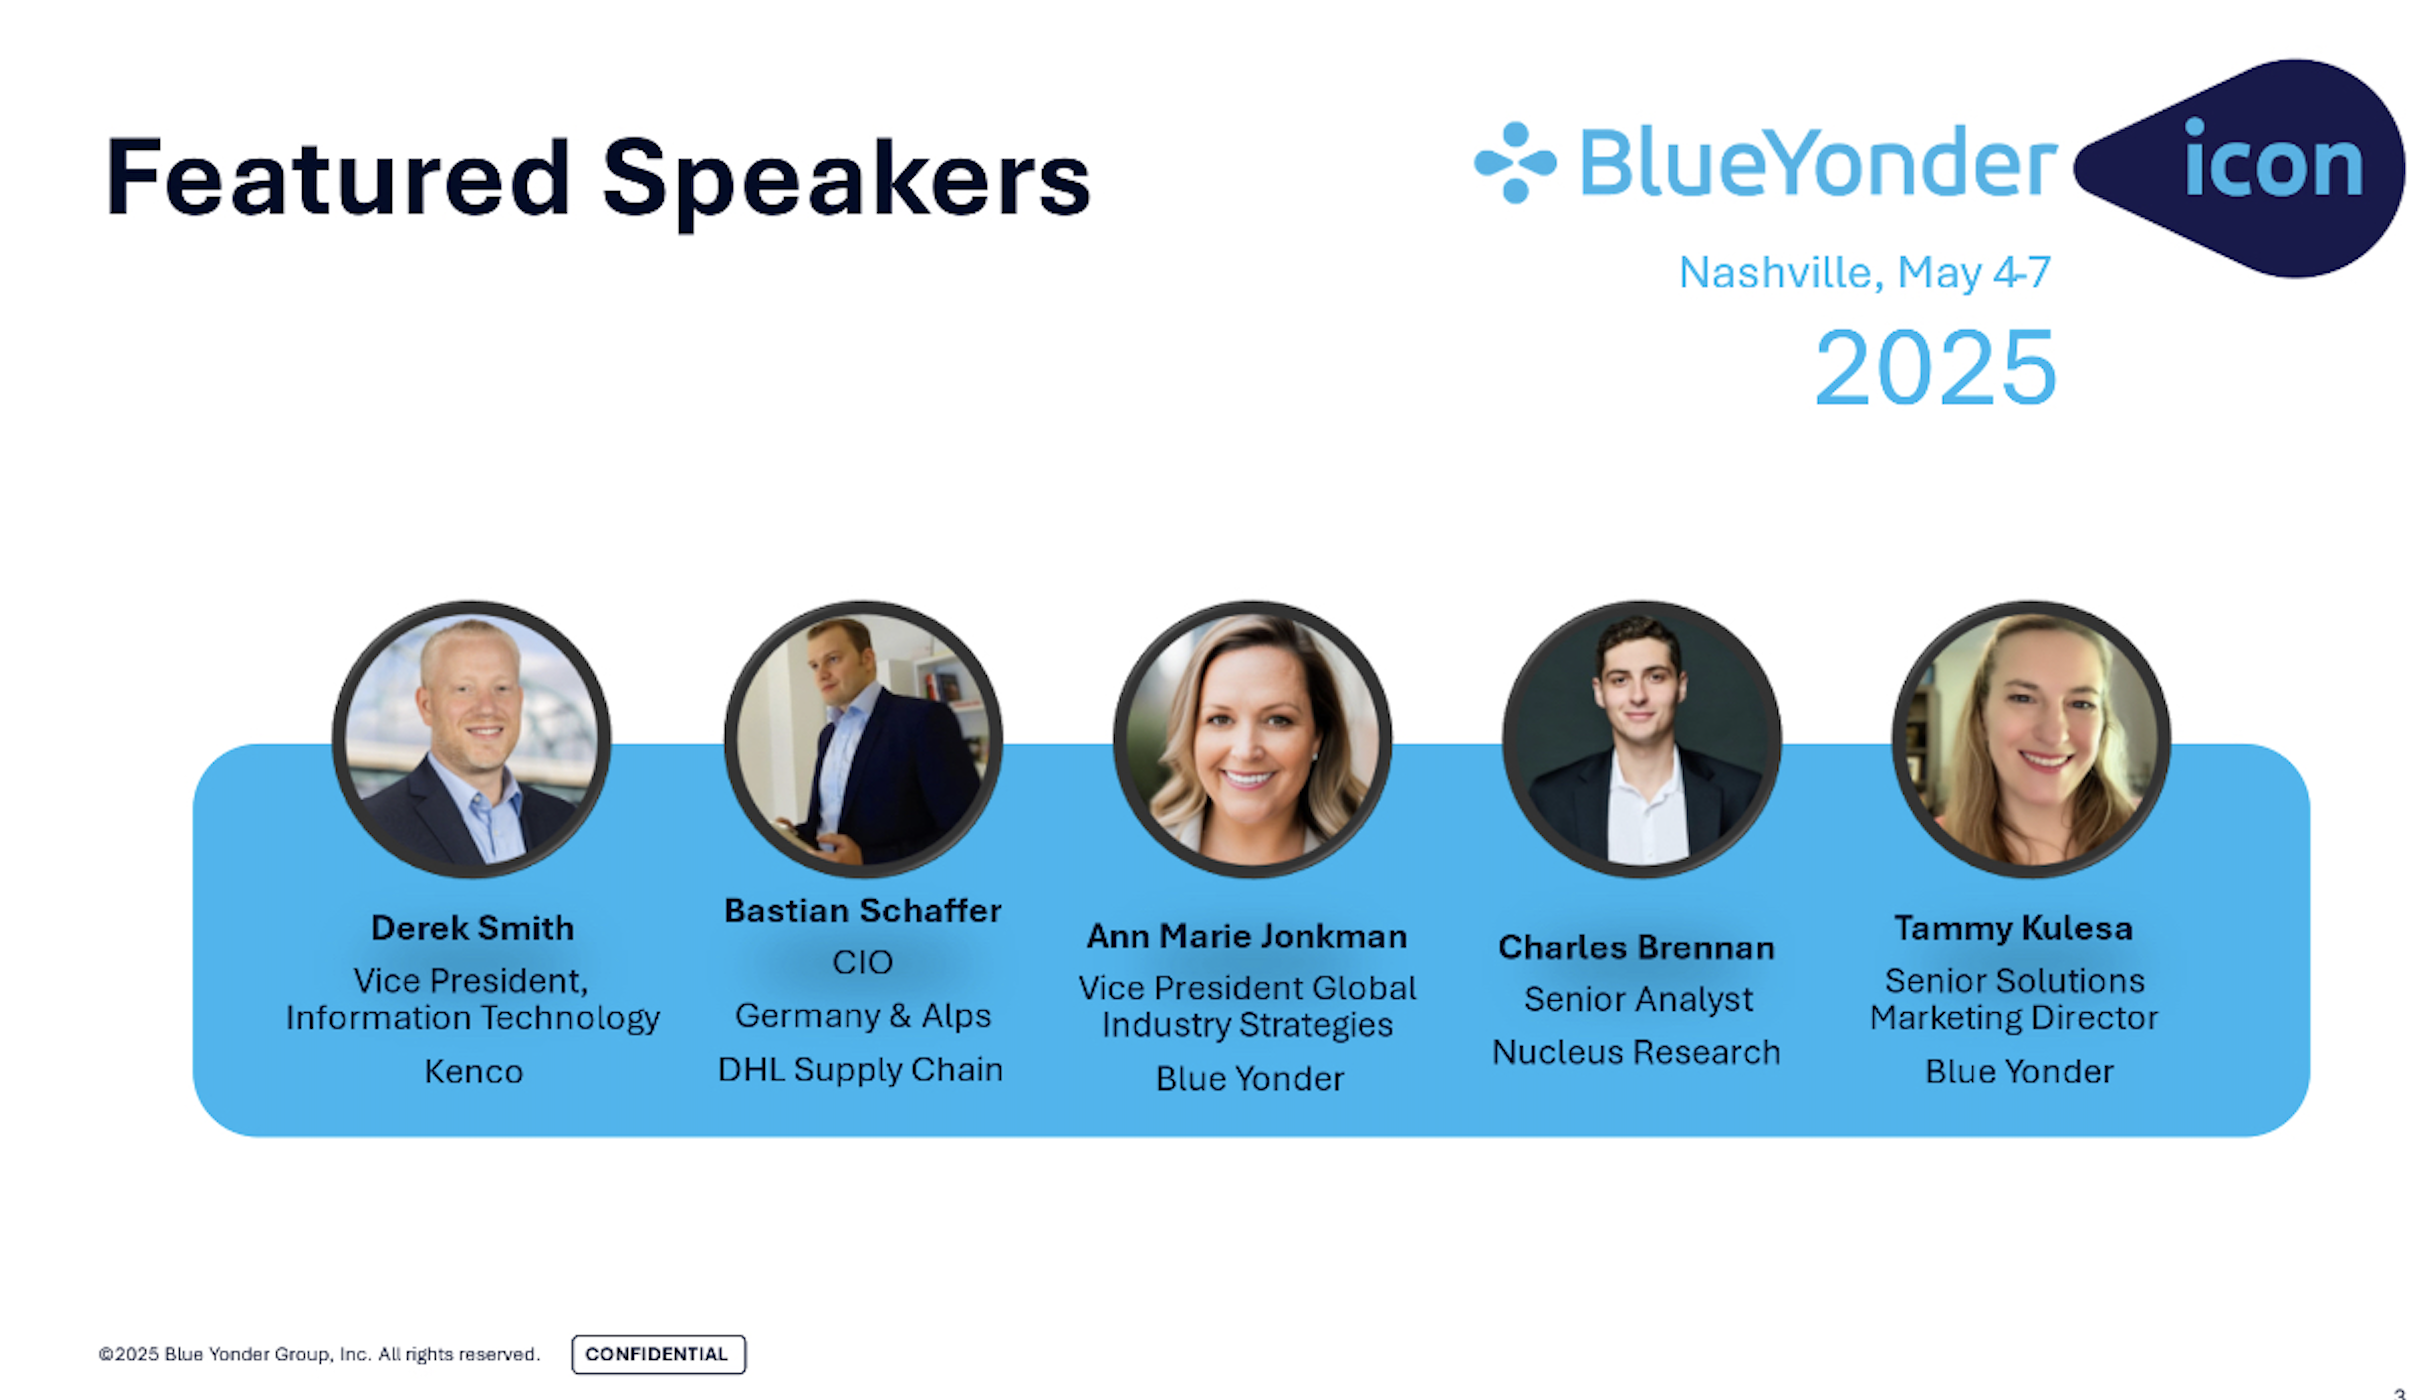 Featured Speakers
BlueYonder icon
Nashville, May 4-7
2025
Derek Smith
Vice President,
Information Technology
Kenco
Bastian Schaffer
CIO
Germany & Alps
DHL Supply Chain
Ann Marie Jonkman
Vice President Global
Industry Strategies
Blue Yonder
Charles Brennan
Senior Analyst
Nucleus Research
Tammy Kulesa
Senior Solutions
Marketing Director
Blue Yonder
©2025 Blue Yonder Group, Inc. All rights reserved.
CONFIDENTIAL
3